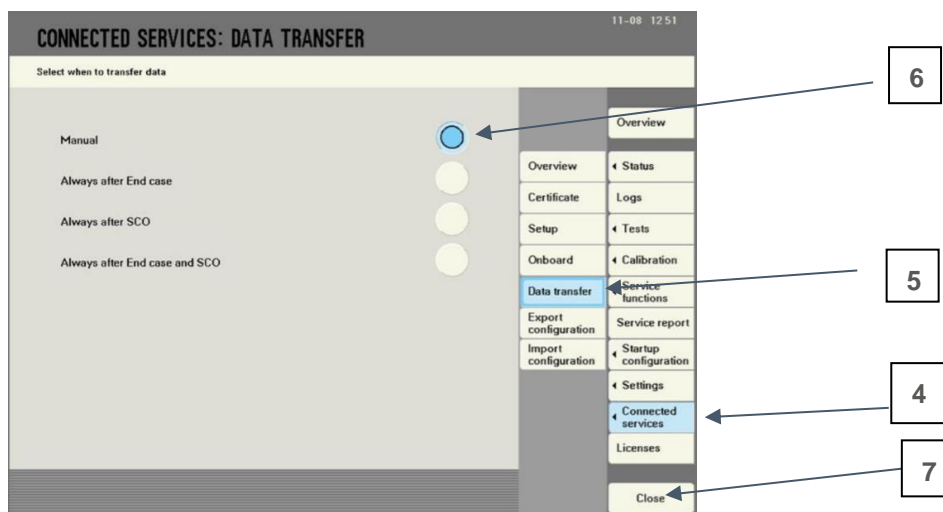 CONNECTED SERVICES: DATA TRANSFER
11-08 12 51
Select when to transfer data
Manual
Always after End case
Always after SCO
Always after End case and SCO
Overview
Certificate
Setup
Onboard
Data transfer
Export
configuration
Import
configuration
Overview
Status
Logs
Tests
Calibration
Service
functions
Service report
Startup
configuration
Settings
Connected
services
Licenses
Close
6
5
4
7